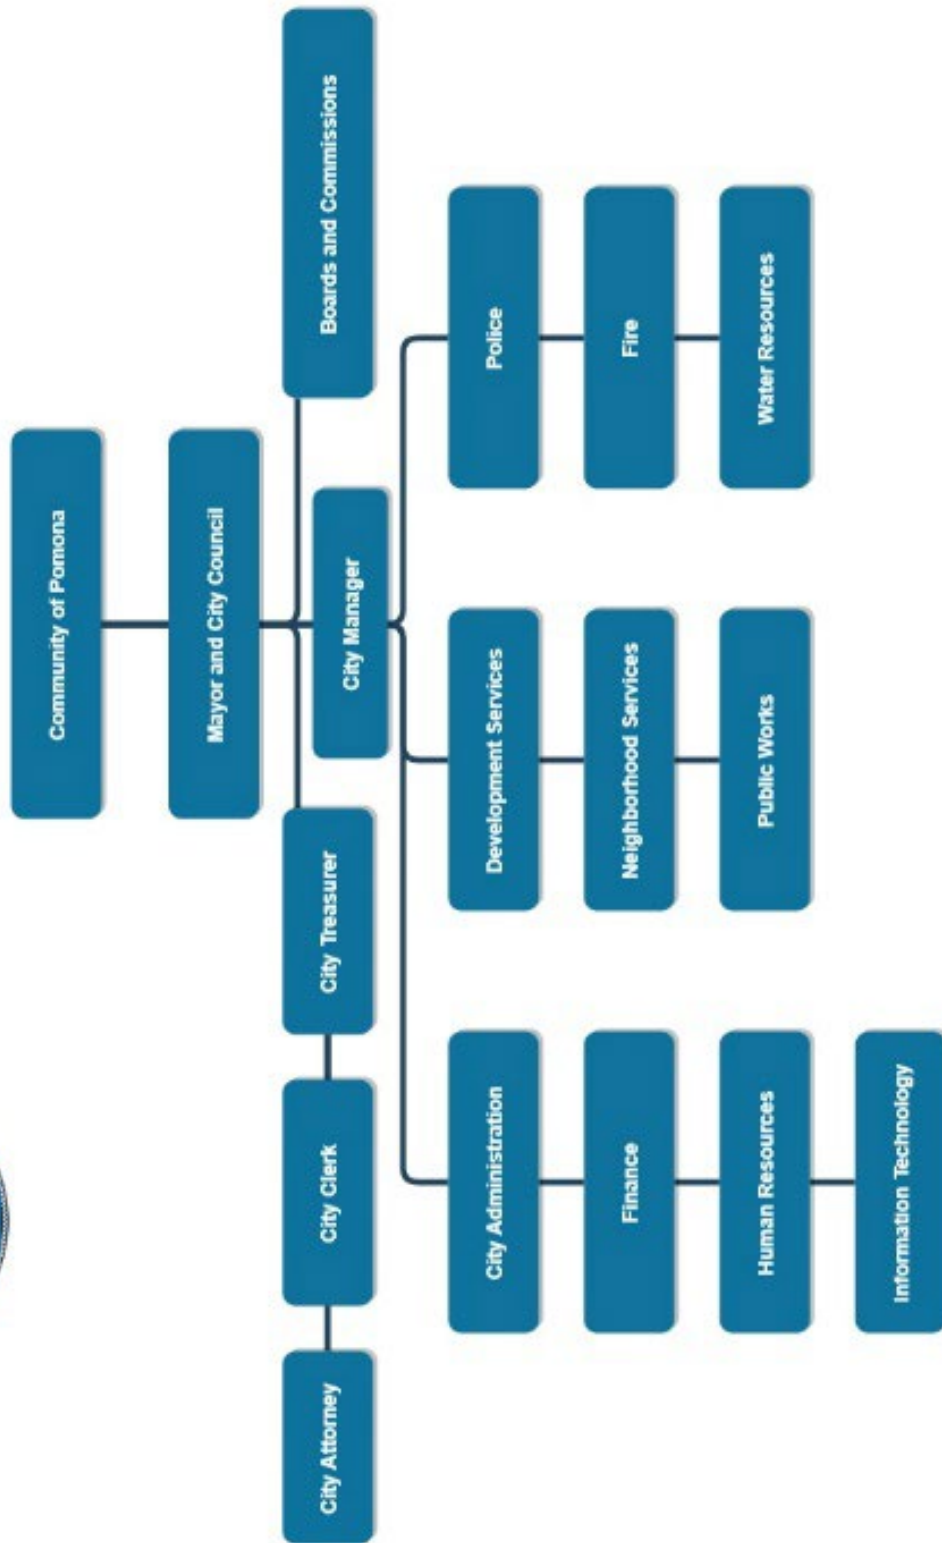 Community of Pomona
Mayor and City Council
City Attorney
City Clerk
City Treasurer
City Manager
Boards and Commissions
City Administration
Development Services
Police
Finance
Neighborhood Services
Fire
Human Resources
Public Works
Water Resources
Information Technology